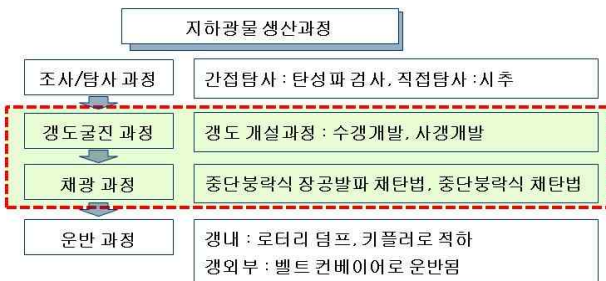 지하광물 생산과정
조사/탐사 과정
간접탐사 : 탄성파 검사, 직접탐사 :시추
갱도굴진 과정
갱도 개설과정 : 수갱개발, 사갱개발
채광 과정
중단붕락식 장공발파 채탄법, 중단붕락식 채탄법
운반 과정
갱내 : 로터리 덤프, 키플러로 적하
갱외부 : 벨트 컨베이어로 운반됨